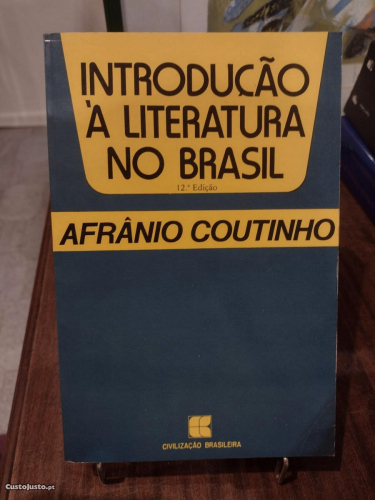 INTRODUÇÃO
À LITERATURA
NO BRASIL
12.ª Edição
AFRÂNIO COUTINHO
CIVILIZAÇÃO BRASILEIRA
CustoJusto.pt